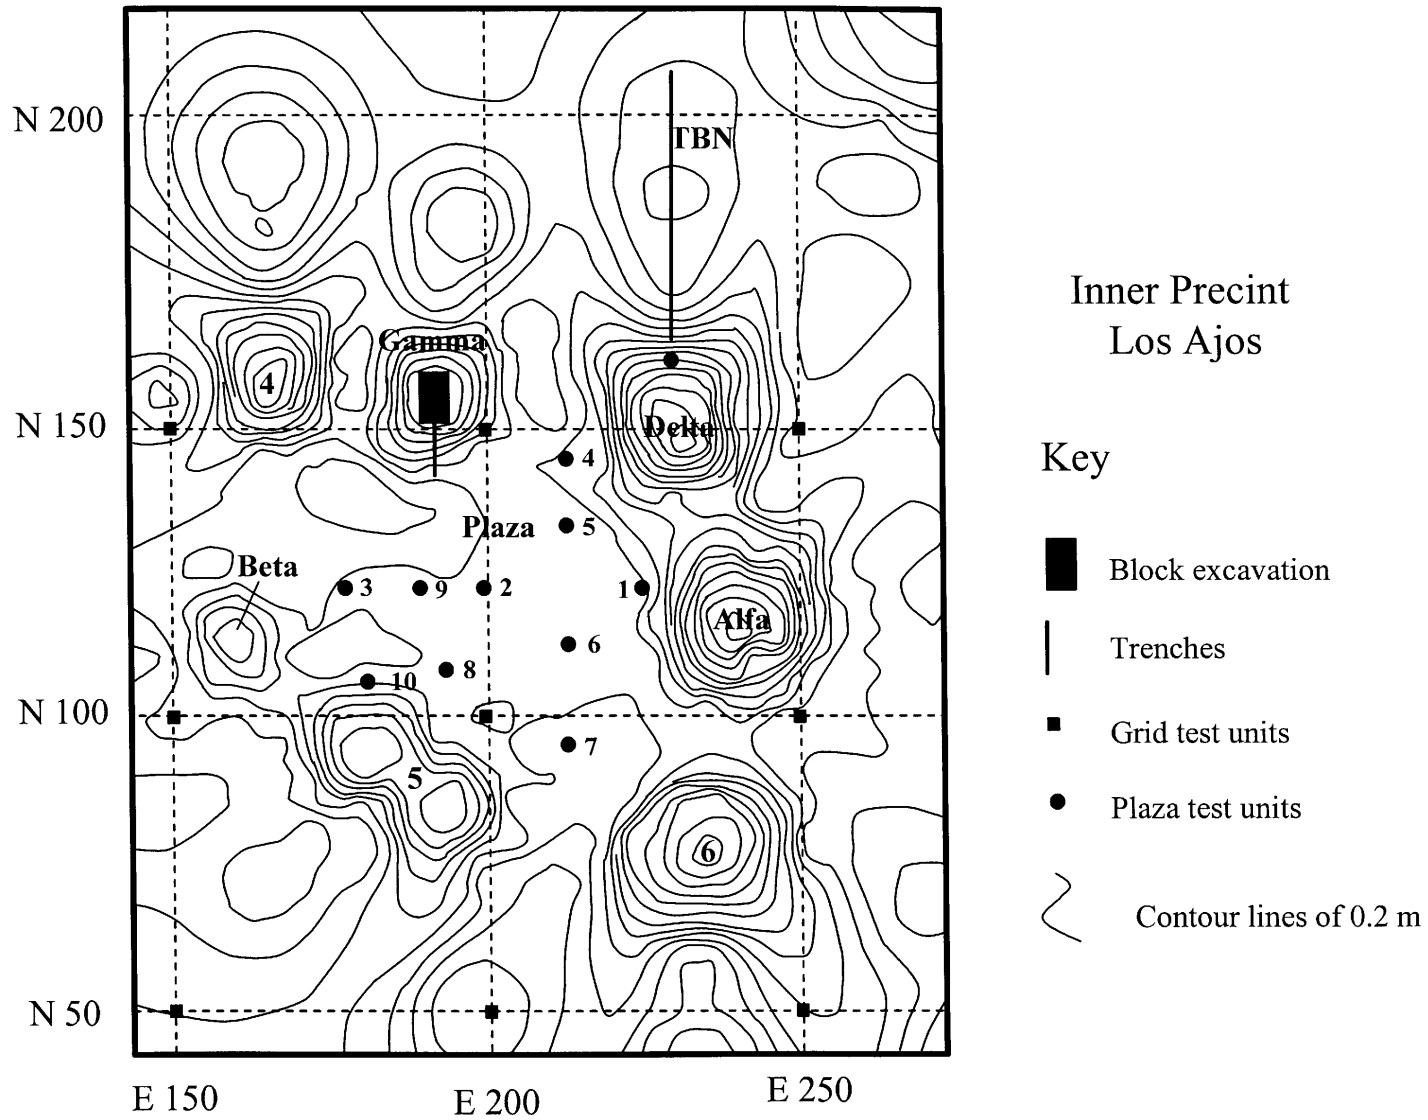 N 200
TBN
Inner Precint
Los Ajos
Gamma
4
N 150
Delta
4
Key
Plaza
5
Beta
Block excavation
3
9
2
1
Alfa
6
Trenches
8
10
N 100
Grid test units
7
5
Plaza test units
6
Contour lines of 0.2 m
N 50
E 150
E 200
E 250